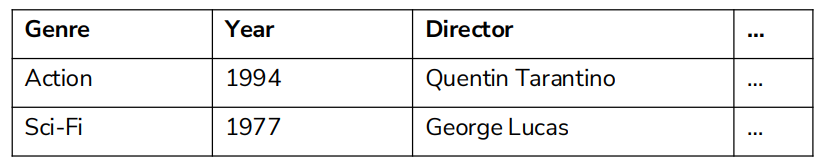 Genre Year Director ...
Action 1994 Quentin Tarantino ...
Sci-Fi 1977 George Lucas ...